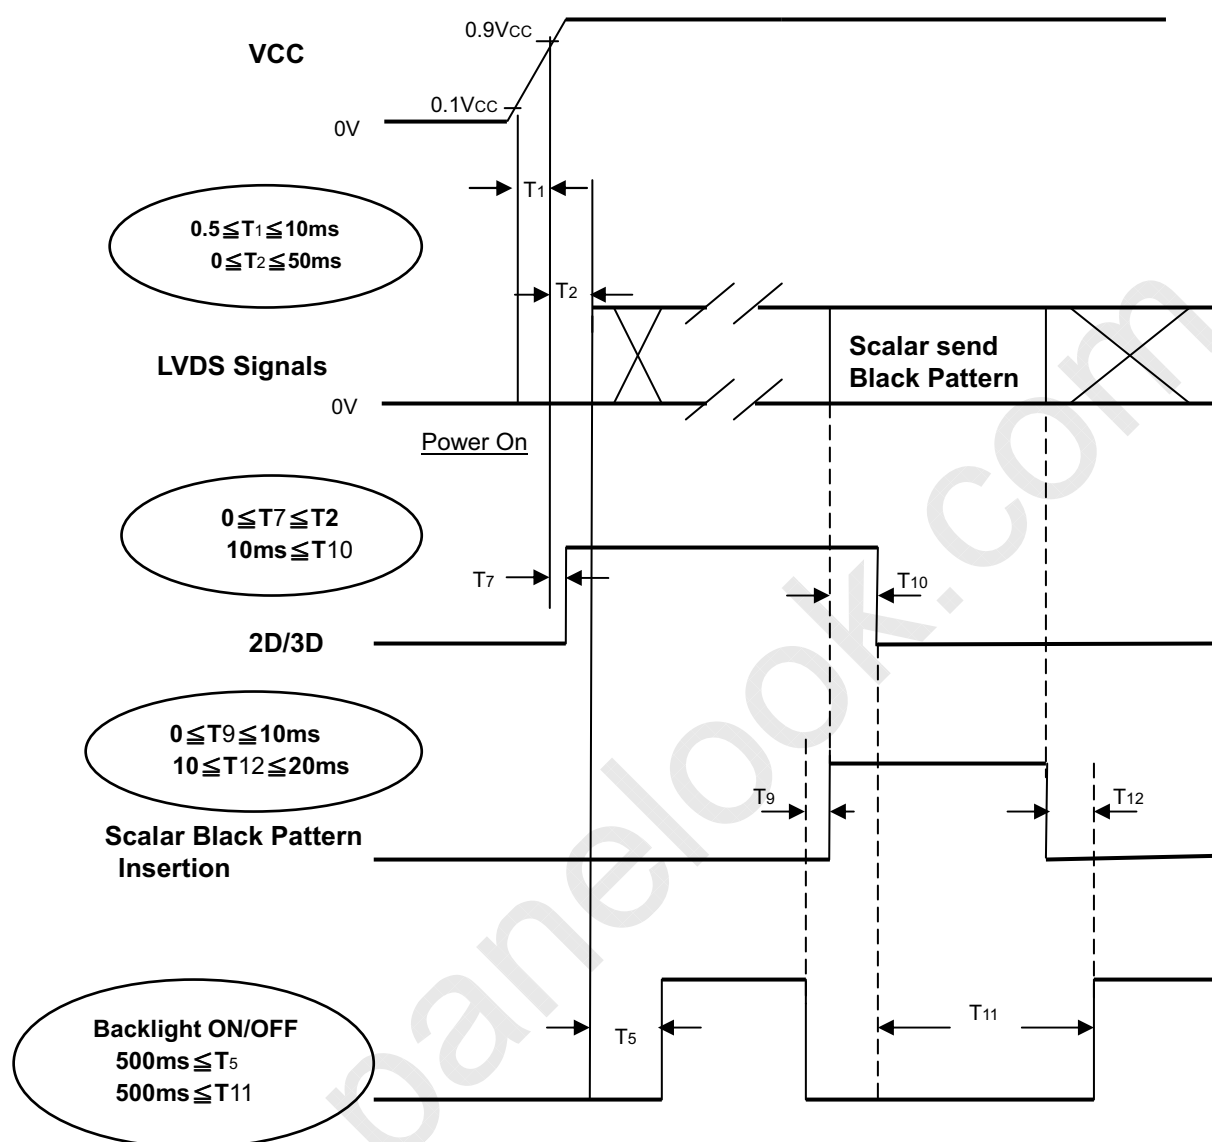 0.9VCC
VCC
0.1VCC
0V
T1
0.5≦T1≦10ms
0≦T2≦50ms
T2
LVDS Signals
Scalar send
Black Pattern
0V
Power On
0≦T7≦T2
10ms≦T10
T7
T10
2D/3D
0≦T9≦10ms
10≦T12≦20ms
T9
T12
Scalar Black Pattern
Insertion
Backlight ON/OFF
500ms≦T5
500ms≦T11
T5
T11
panelook.com